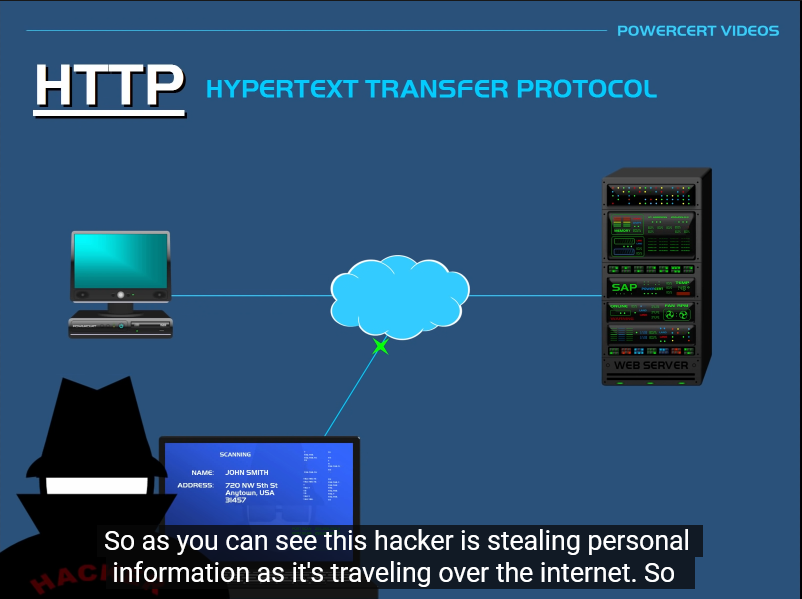 POWERCERT VIDEOS
HTTP HYPERTEXT TRANSFER PROTOCOL
SAP
WEB SERVER
SCANNING
NAME: JOHN SMITH
ADDRESS: 720 NW 5th St
Anytown, USA
31457
So as you can see this hacker is stealing personal
information as it's traveling over the internet. So